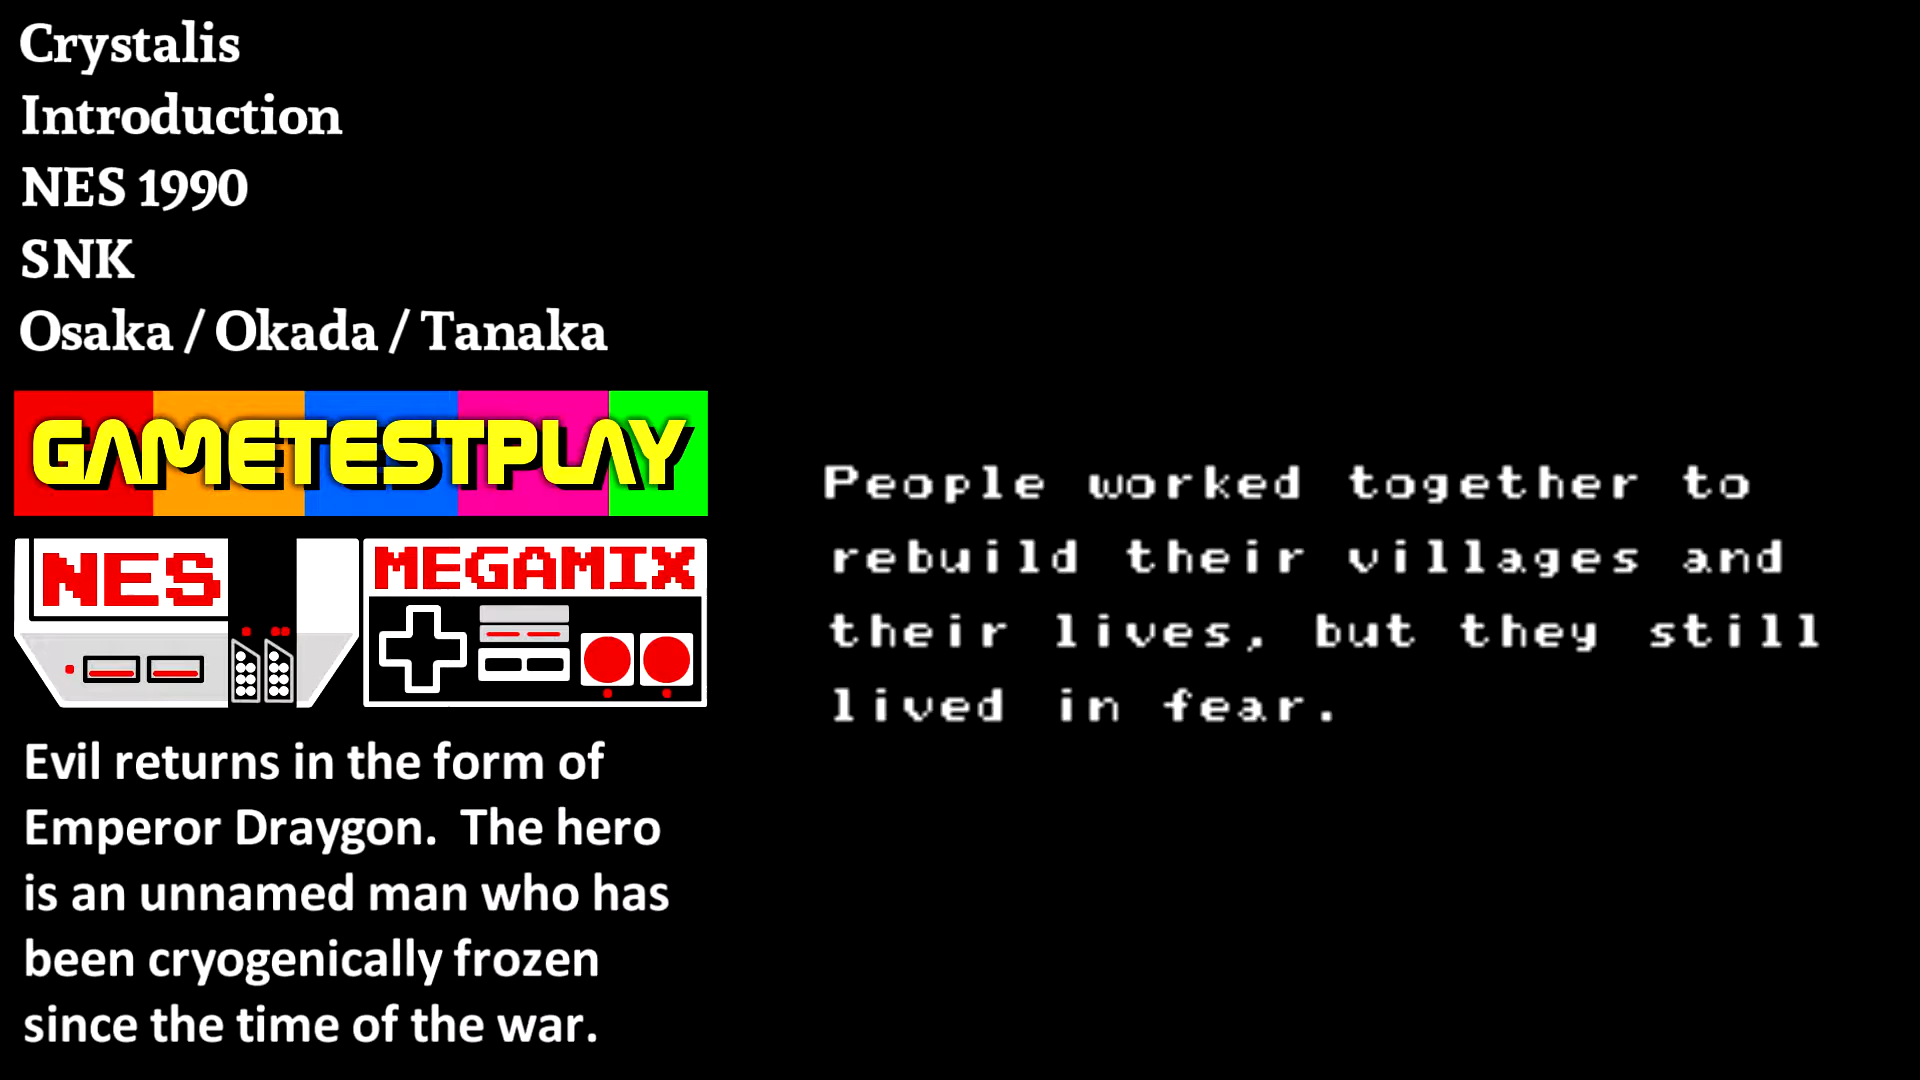 Crystalis
Introduction
NES 1990
SNK
Osaka / Okada / Tanaka
GAMETESTPLAY
NES MEGAMIX
Evil returns in the form of
Emperor Draygon.  The hero
is an unnamed man who has
been cryogenically frozen
since the time of the war.
People worked together to
rebuild their villages and
their lives, but they still
lived in fear.